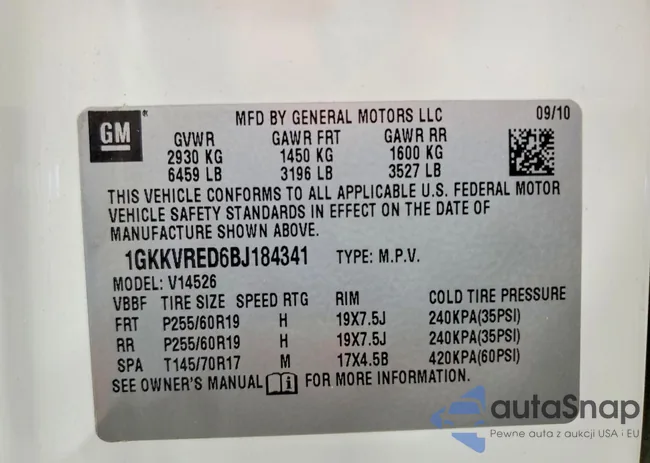 GM
MFD BY GENERAL MOTORS LLC 09/10
GVWR GAWR FRT GAWR RR
2930 KG 1450 KG 1600 KG
6459 LB 3196 LB 3527 LB
THIS VEHICLE CONFORMS TO ALL APPLICABLE U.S. FEDERAL MOTOR
VEHICLE SAFETY STANDARDS IN EFFECT ON THE DATE OF
MANUFACTURE SHOWN ABOVE.
1GKKVRED6BJ184341 TYPE: M.P.V.
MODEL: V14526
VBBF TIRE SIZE SPEED RTG RIM COLD TIRE PRESSURE
FRT P255/60R19 H 19X7.5J 240KPA(35PSI)
RR P255/60R19 H 19X7.5J 240KPA(35PSI)
SPA T145/70R17 M 17X4.5B 420KPA(60PSI)
SEE OWNER'S MANUAL i FOR MORE INFORMATION.
autaSnap
Pewne auta z aukcji USA i EU